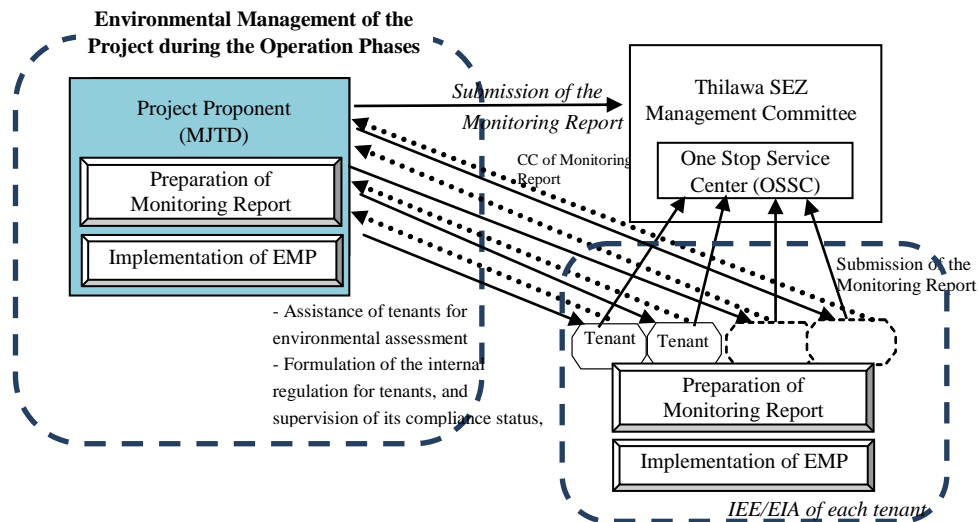 Environmental Management of the
Project during the Operation Phases
Project Proponent
(MJTD)
Preparation of
Monitoring Report
Implementation of EMP
Submission of the
Monitoring Report
Thilawa SEZ
Management Committee
One Stop Service
Center (OSSC)
CC of Monitoring
Report
Submission of the
Monitoring Report
- Assistance of tenants for
environmental assessment
- Formulation of the internal
regulation for tenants, and
supervision of its compliance status,
Tenant
Tenant
Preparation of
Monitoring Report
Implementation of EMP
IEE/EIA of each tenant